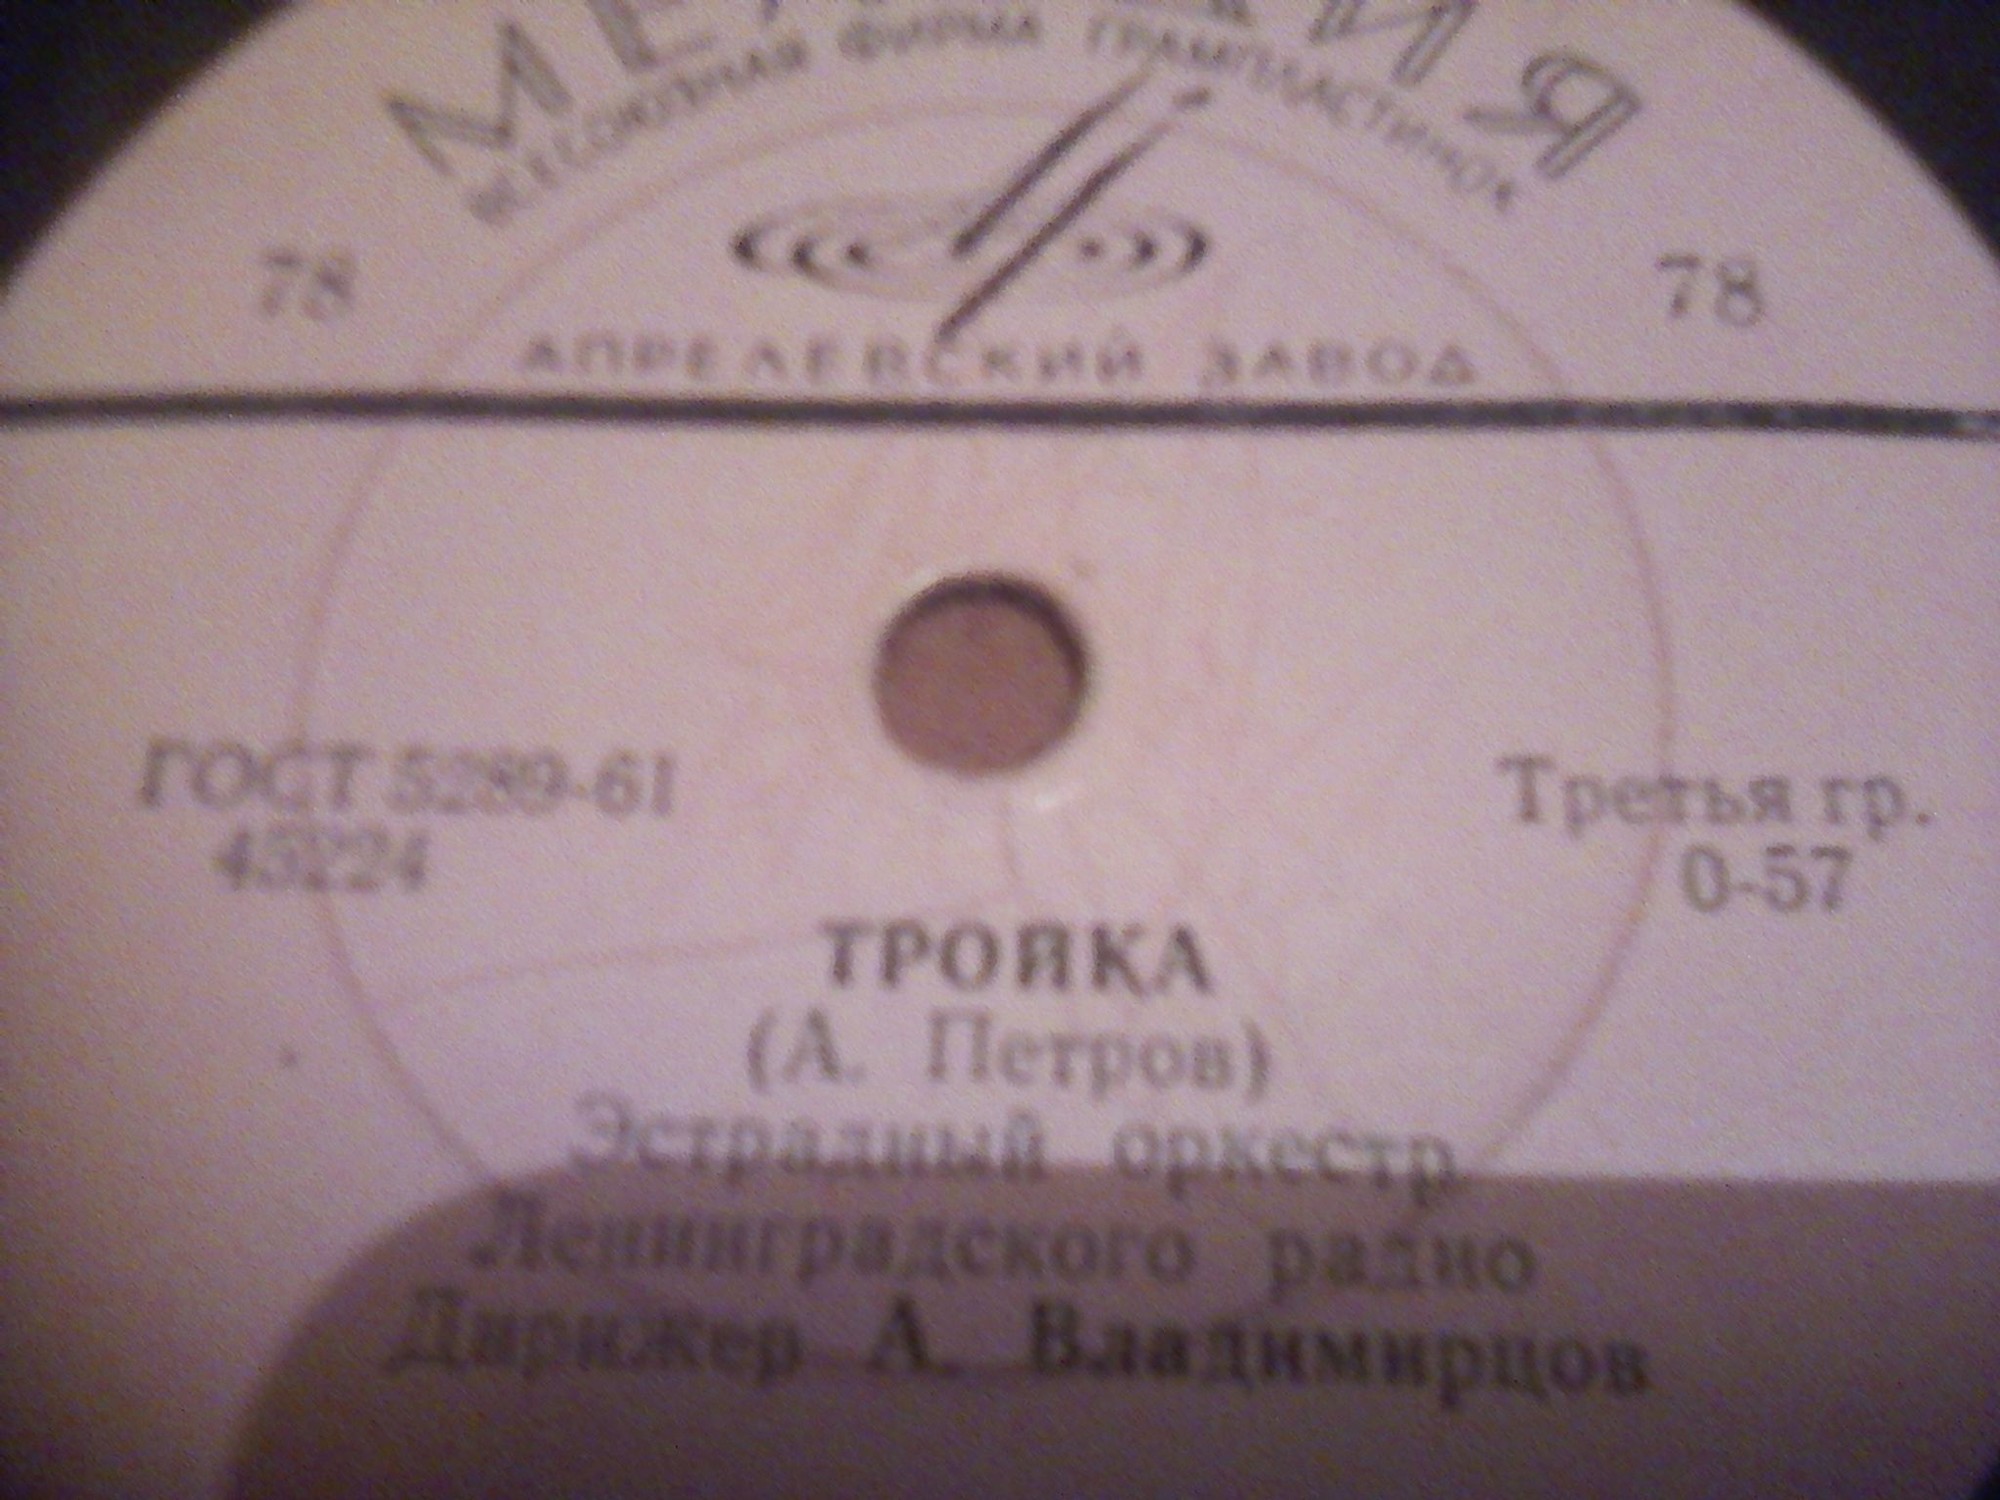 МЕЛОДИЯ
ВСЕСОЮЗНАЯ ФИРМА ГРАМПЛАСТИНОК
78 78
АПРЕЛЕВСКИЙ ЗАВОД
ГОСТ 5289-61 Третья гр.
45224 0-57
ТРОЙКА
(А. Петров)
Эстрадный оркестр
Ленинградского радио
Дирижер А. Владимирцов